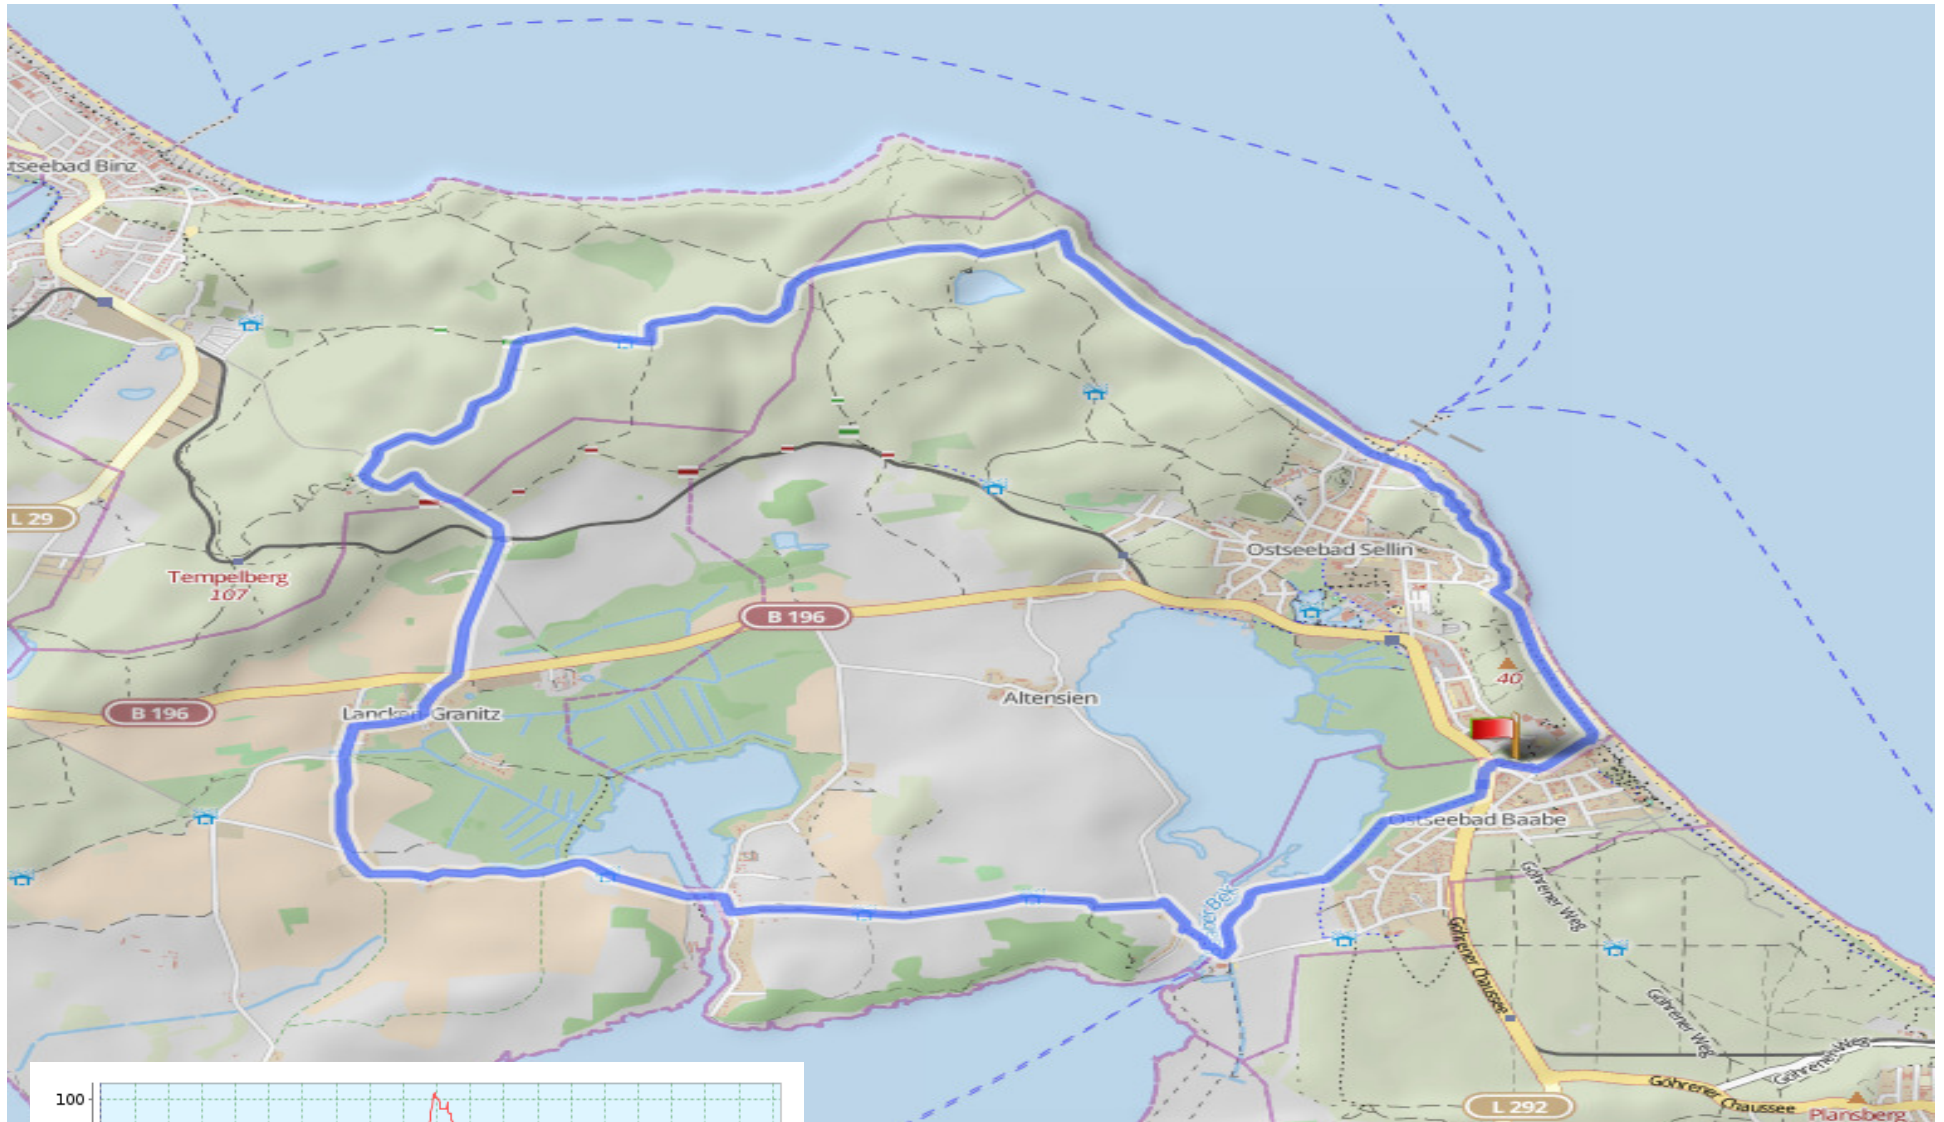 tseebad Binz
L 29
Tempelberg
107
B 196
B 196
Lancken-Granitz
Altensien
Ostseebad Sellin
40
Ostseebad Baabe
Göhrener Weg
Göhrener Chaussee
Göhrener Weg
Göhrener Weg
Göhrener Chaussee
L 292
Plansberg
100